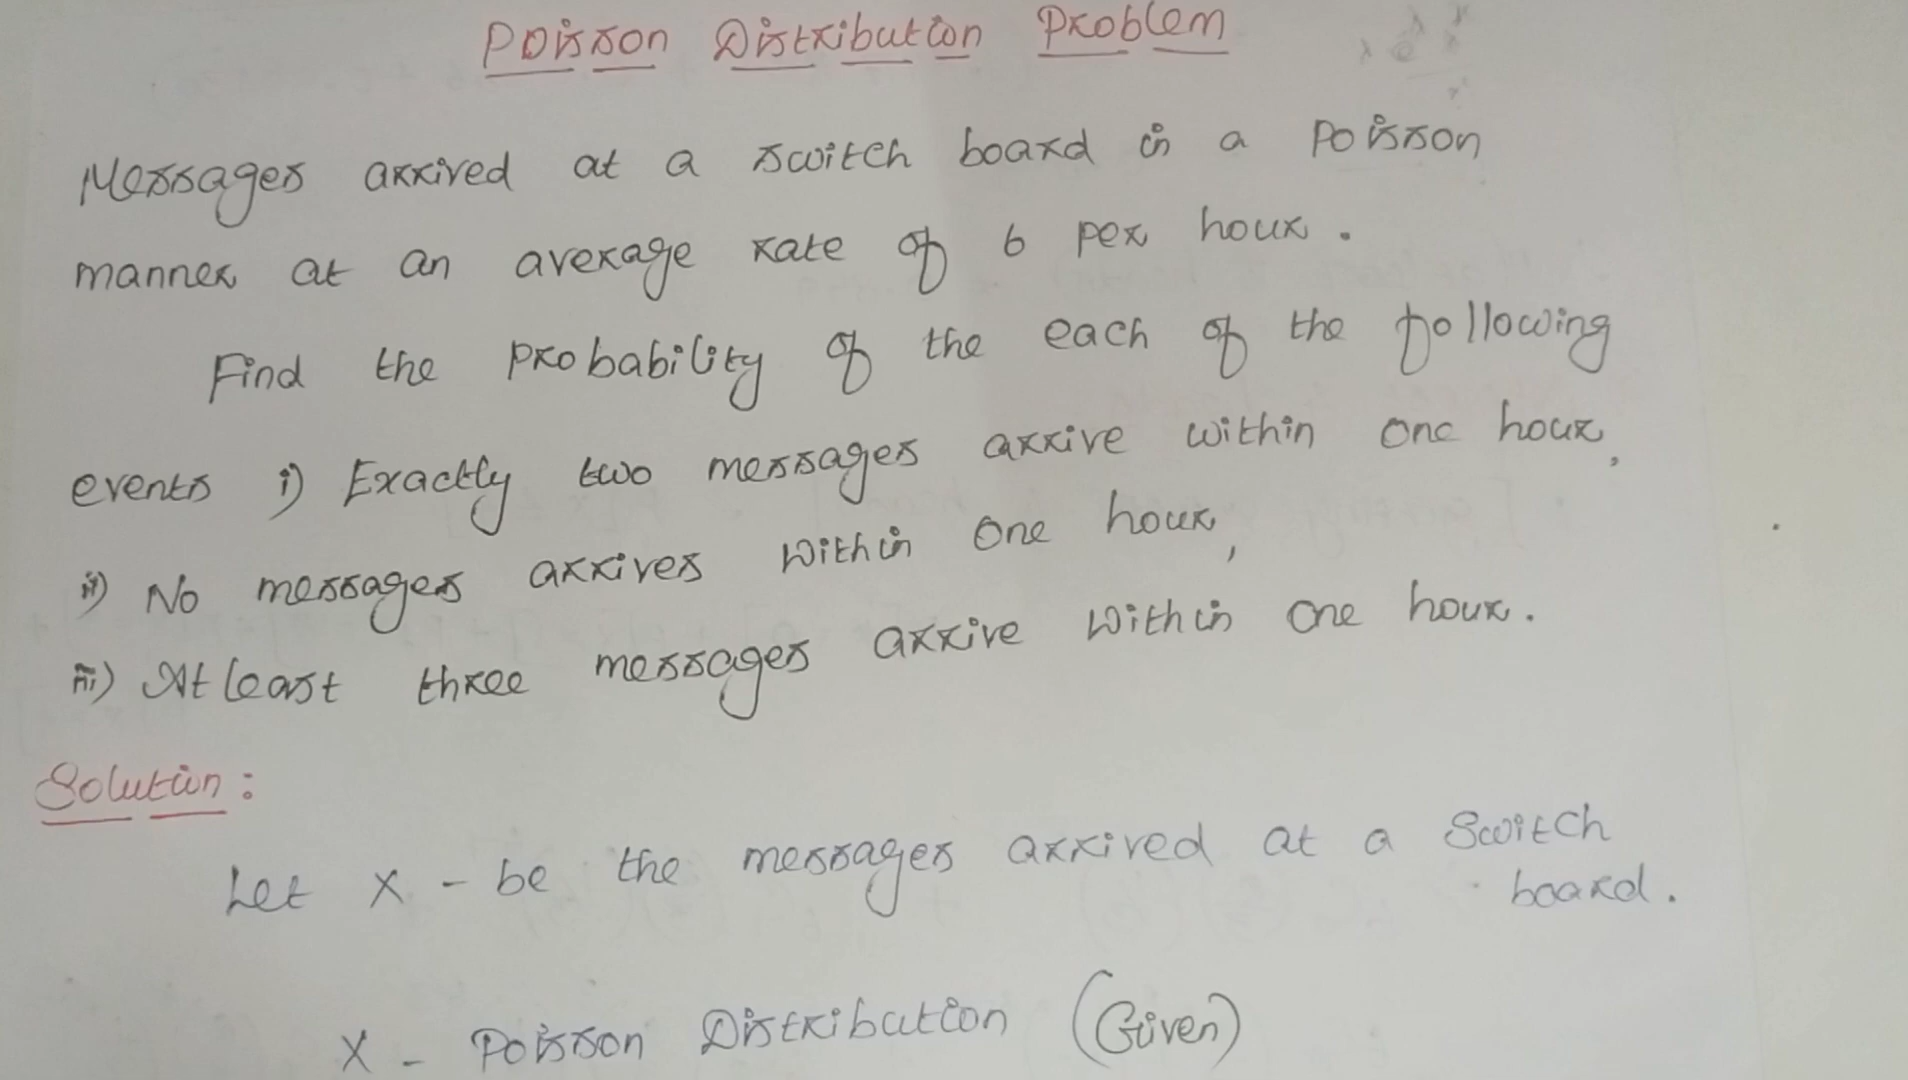 Poisson Distribution Problem
Messages arrived at a switch board in a Poisson
manner at an average rate of 6 per hour.
Find the probability of the each of the following
events i) Exactly two messages arrive within one hour,
ii) No messages arrives within one hour,
iii) At least three messages arrive within one hour.
Solution:
Let X - be the messages arrived at a Switch
board.
X - Poisson Distribution (Given)